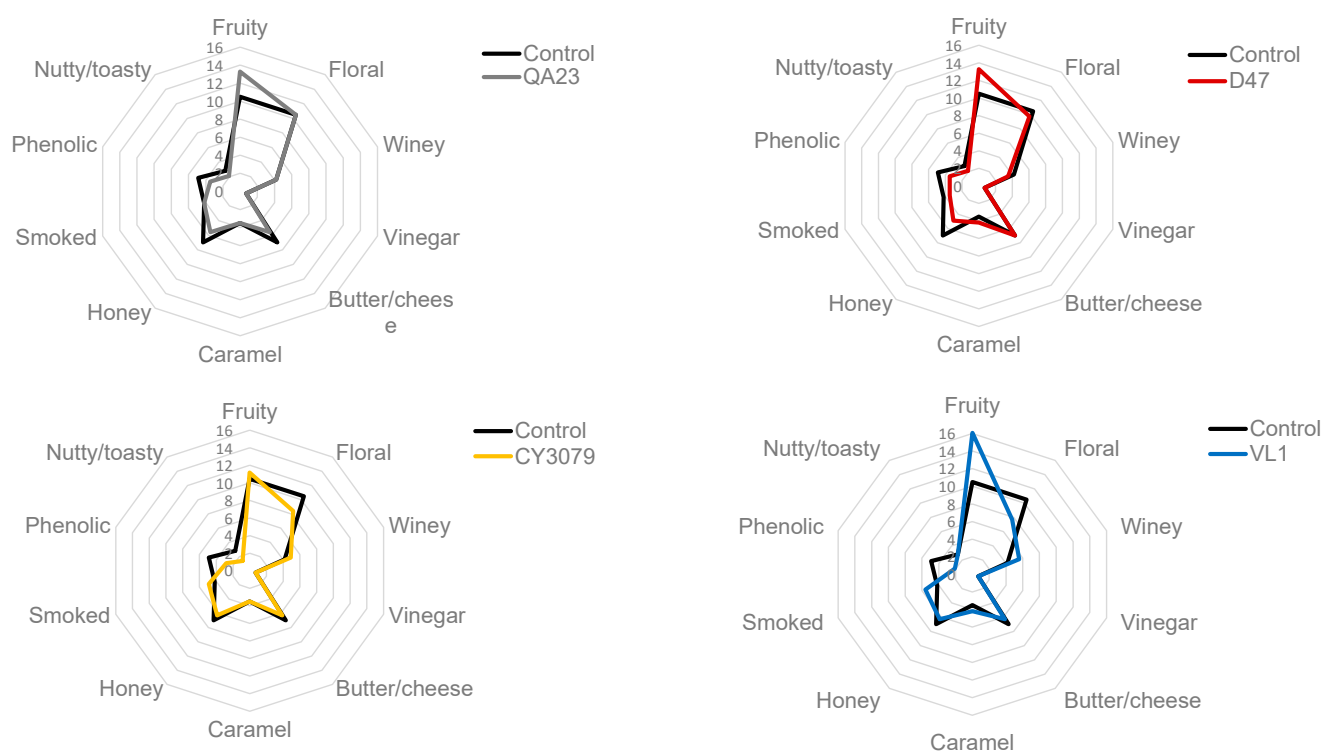 Fruity
16
14
12
10
8
6
4
2
0
Floral
Winey
Vinegar
Butter/chees
e
Caramel
Honey
Smoked
Phenolic
Nutty/toasty
Control
QA23
Fruity
16
14
12
10
8
6
4
2
0
Floral
Winey
Vinegar
Butter/cheese
Caramel
Honey
Smoked
Phenolic
Nutty/toasty
Control
D47
Fruity
16
14
12
10
8
6
4
2
0
Floral
Winey
Vinegar
Butter/cheese
Caramel
Honey
Smoked
Phenolic
Nutty/toasty
Control
CY3079
Fruity
16
14
12
10
8
6
4
2
0
Floral
Winey
Vinegar
Butter/cheese
Caramel
Honey
Smoked
Phenolic
Nutty/toasty
Control
VL1